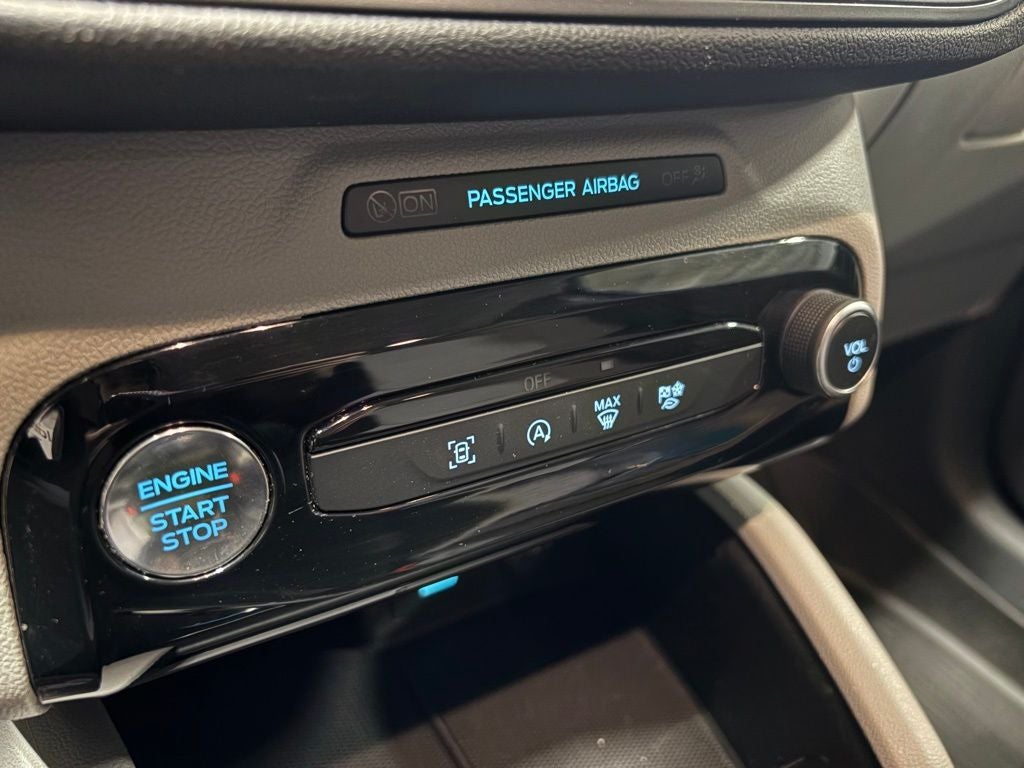 ON PASSENGER AIRBAG OFF
VOL
OFF
A
MAX
ENGINE
START
STOP